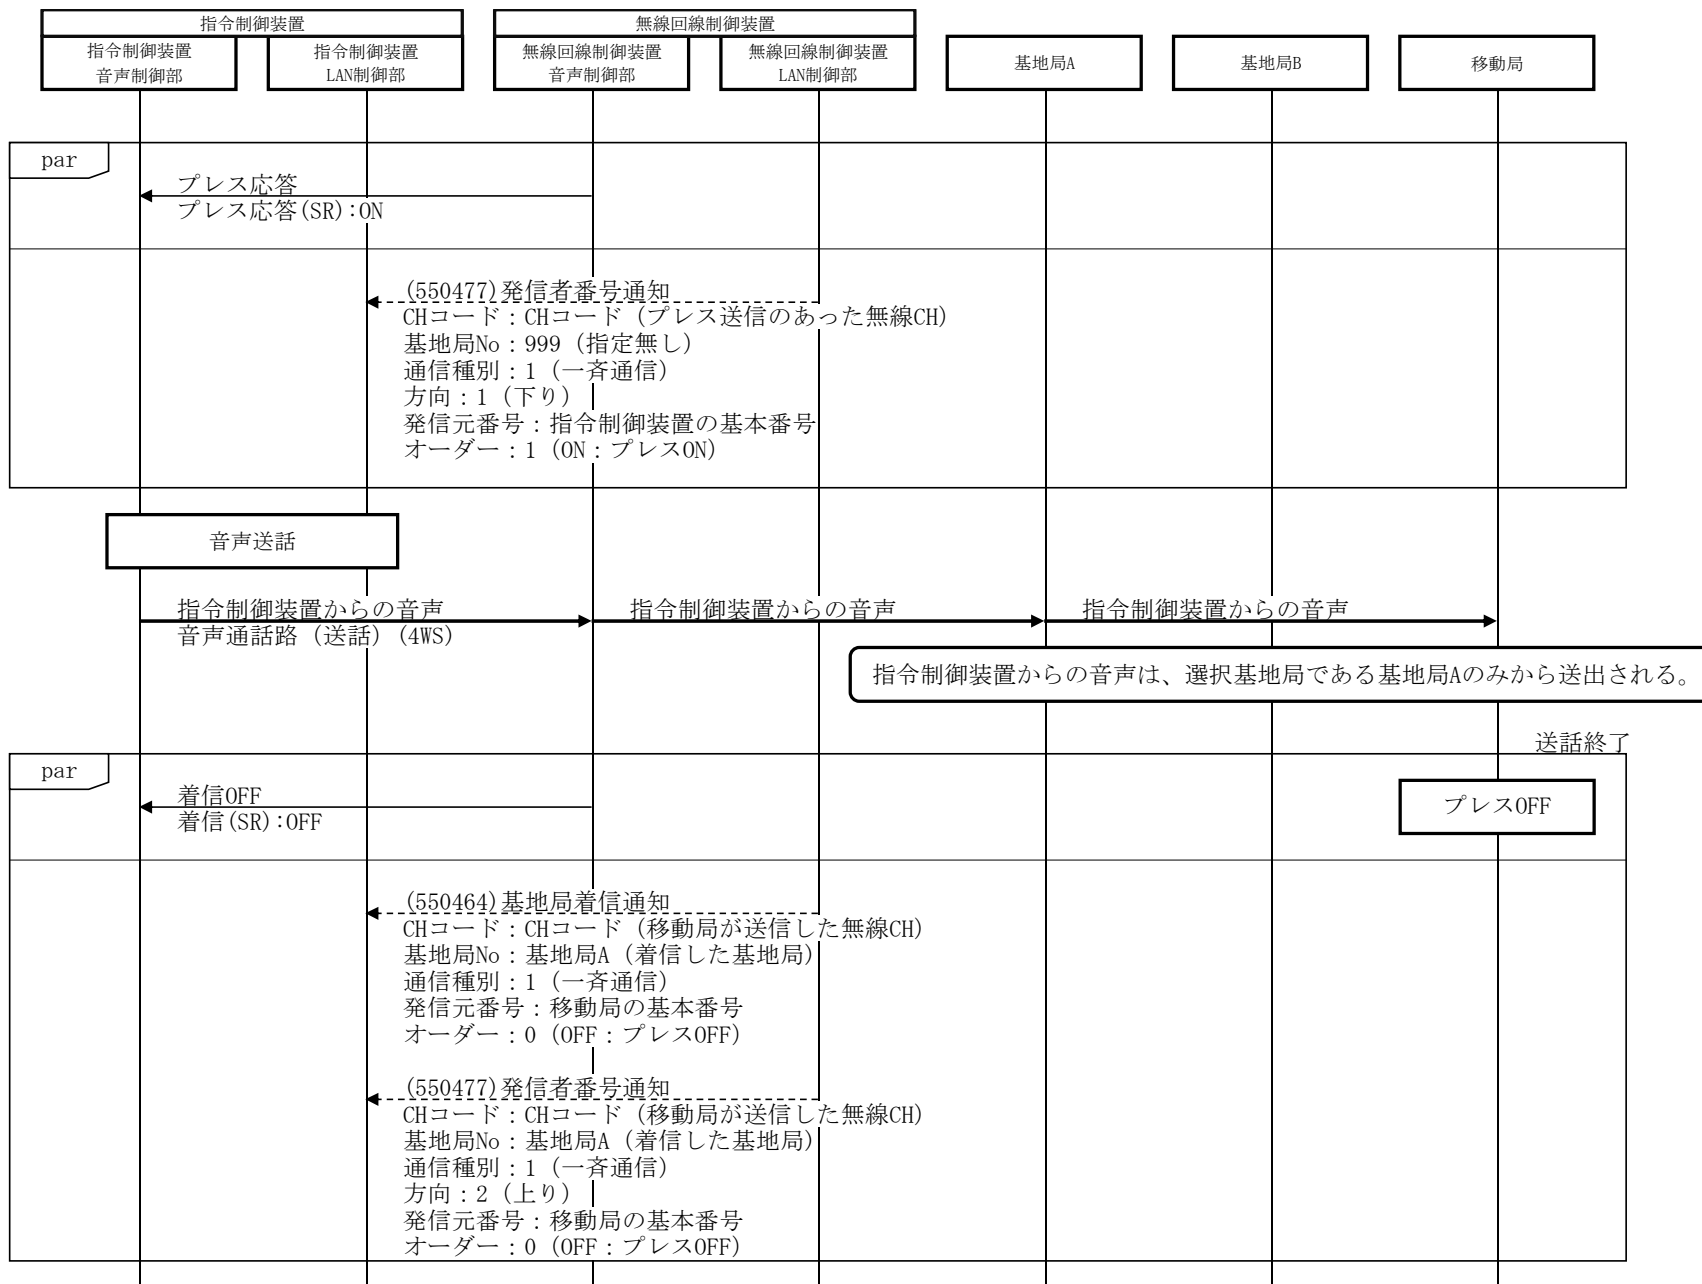 指令制御装置
無線回線制御装置
指令制御装置
音声制御部
指令制御装置
LAN制御部
無線回線制御装置
音声制御部
無線回線制御装置
LAN制御部
基地局A
基地局B
移動局
par
プレス応答
プレス応答(SR):ON
(550477)発信者番号通知
CHコード：CHコード（プレス送信のあった無線CH）
基地局No：999（指定無し）
通信種別：1（一斉通信）
方向：1（下り）
発信元番号：指令制御装置の基本番号
オーダー：1（ON：プレスON）
音声送話
指令制御装置からの音声
音声通話路（送話）(4WS)
指令制御装置からの音声
指令制御装置からの音声
指令制御装置からの音声は、選択基地局である基地局Aのみから送出される。
送話終了
par
着信OFF
着信(SR):OFF
プレスOFF
(550464)基地局着信通知
CHコード：CHコード（移動局が送信した無線CH）
基地局No：基地局A（着信した基地局）
通信種別：1（一斉通信）
発信元番号：移動局の基本番号
オーダー：0（OFF：プレスOFF）
(550477)発信者番号通知
CHコード：CHコード（移動局が送信した無線CH）
基地局No：基地局A（着信した基地局）
通信種別：1（一斉通信）
方向：2（上り）
発信元番号：移動局の基本番号
オーダー：0（OFF：プレスOFF）